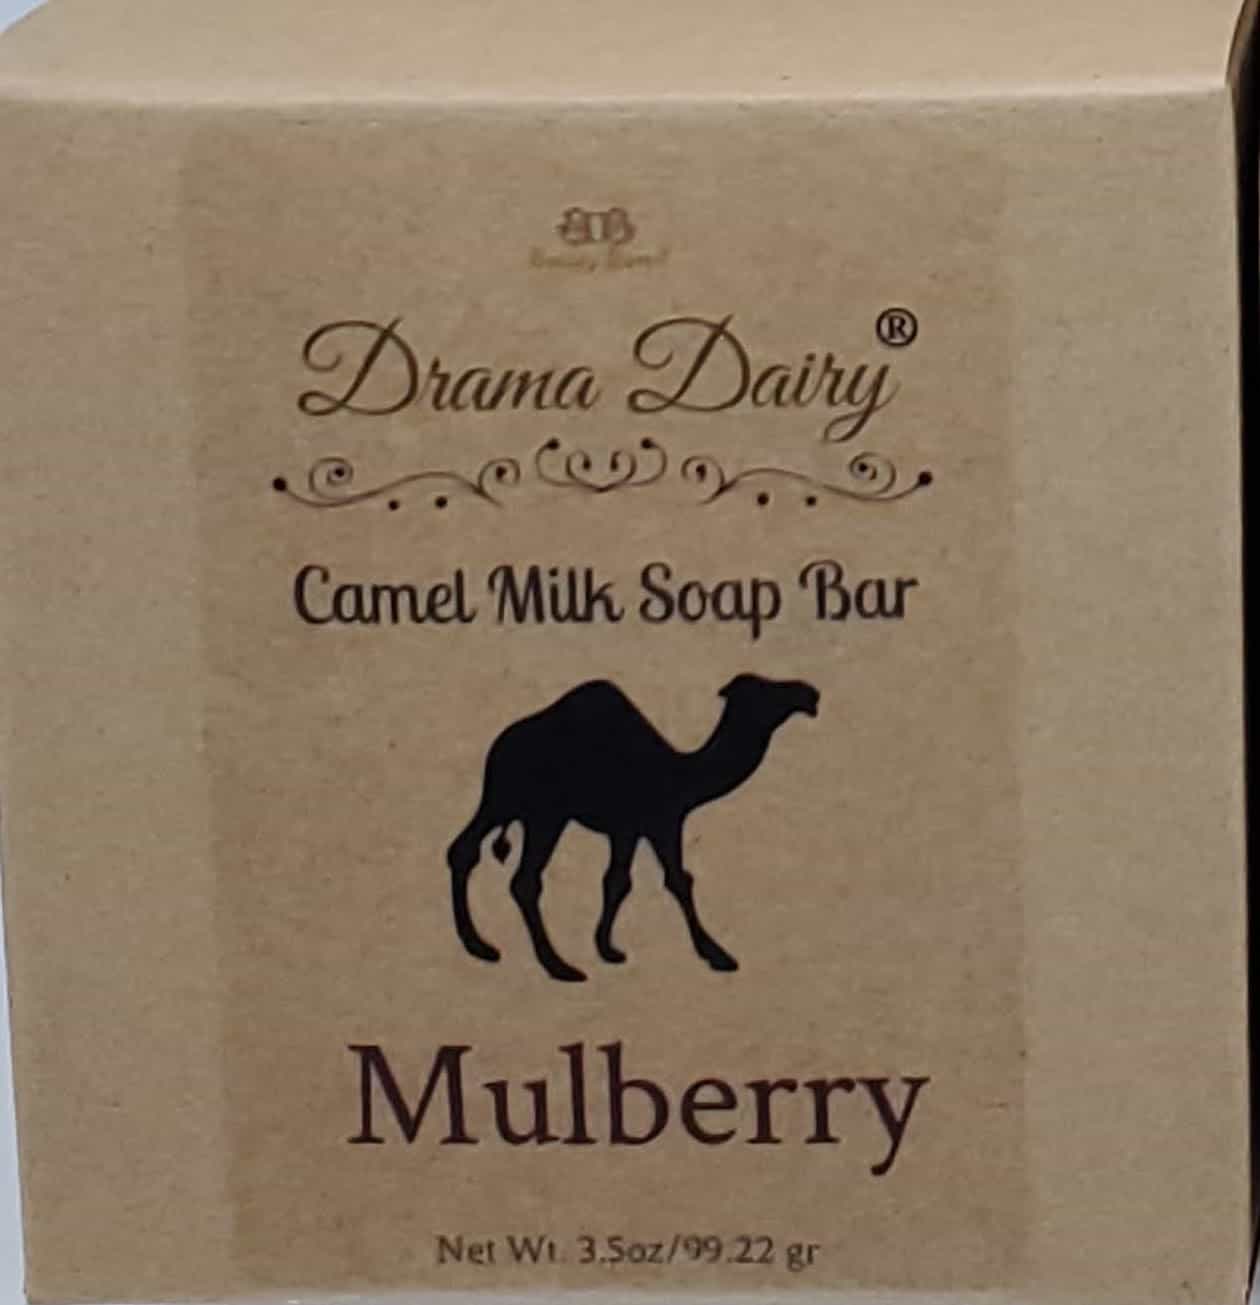 Drama Dairy®
Camel Milk Soap Bar
Mulberry
Net Wt. 3.5oz/99.22 gr